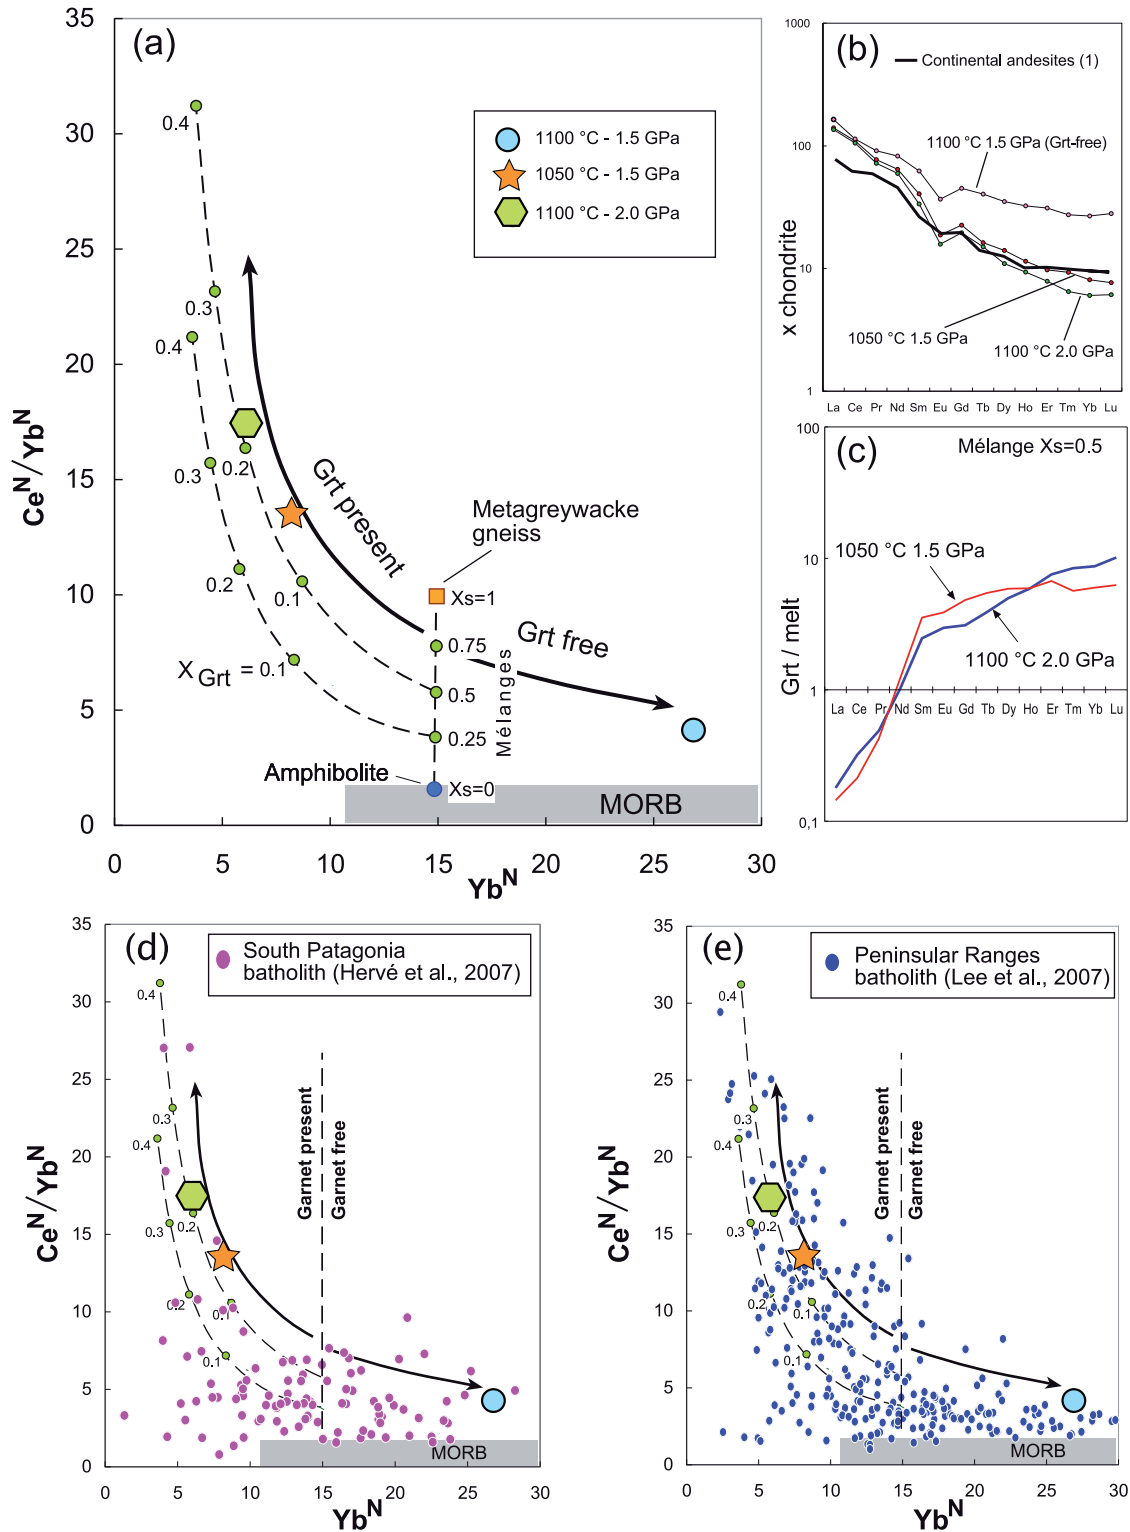 (a)
35
30
25
20
15
10
5
0
Ce^N/Yb^N
0 5 10 15 20 25 30
Yb^N
1100 °C - 1.5 GPa
1050 °C - 1.5 GPa
1100 °C - 2.0 GPa
0.4
0.3
0.4
0.2
0.3
0.2
0.1
X Grt = 0.1
Grt present
Grt free
Metagreywacke
gneiss
Xs=1
0.75
0.5
0.25
Mélanges
Amphibolite
Xs=0
MORB
(b)
1000
100
10
1
x chondrite
Continental andesites (1)
1100 °C 1.5 GPa (Grt-free)
1050 °C 1.5 GPa
1100 °C 2.0 GPa
La Ce Pr Nd Sm Eu Gd Tb Dy Ho Er Tm Yb Lu
(c)
Mélange Xs=0.5
100
10
1
0,1
Grt / melt
1050 °C 1.5 GPa
1100 °C 2.0 GPa
La Ce Pr Nd Sm Eu Gd Tb Dy Ho Er Tm Yb Lu
(d)
South Patagonia
batholith (Hervé et al., 2007)
35
30
25
20
15
10
5
0
Ce^N/Yb^N
0.4
0.3
0.4
0.2
0.3
0.2
0.1
0.1
Garnet present
Garnet free
MORB
0 5 10 15 20 25 30
Yb^N
(e)
Peninsular Ranges
batholith (Lee et al., 2007)
35
30
25
20
15
10
5
0
Ce^N/Yb^N
0.4
0.3
0.4
0.2
0.3
0.2
0.1
0.1
Garnet present
Garnet free
MORB
0 5 10 15 20 25 30
Yb^N